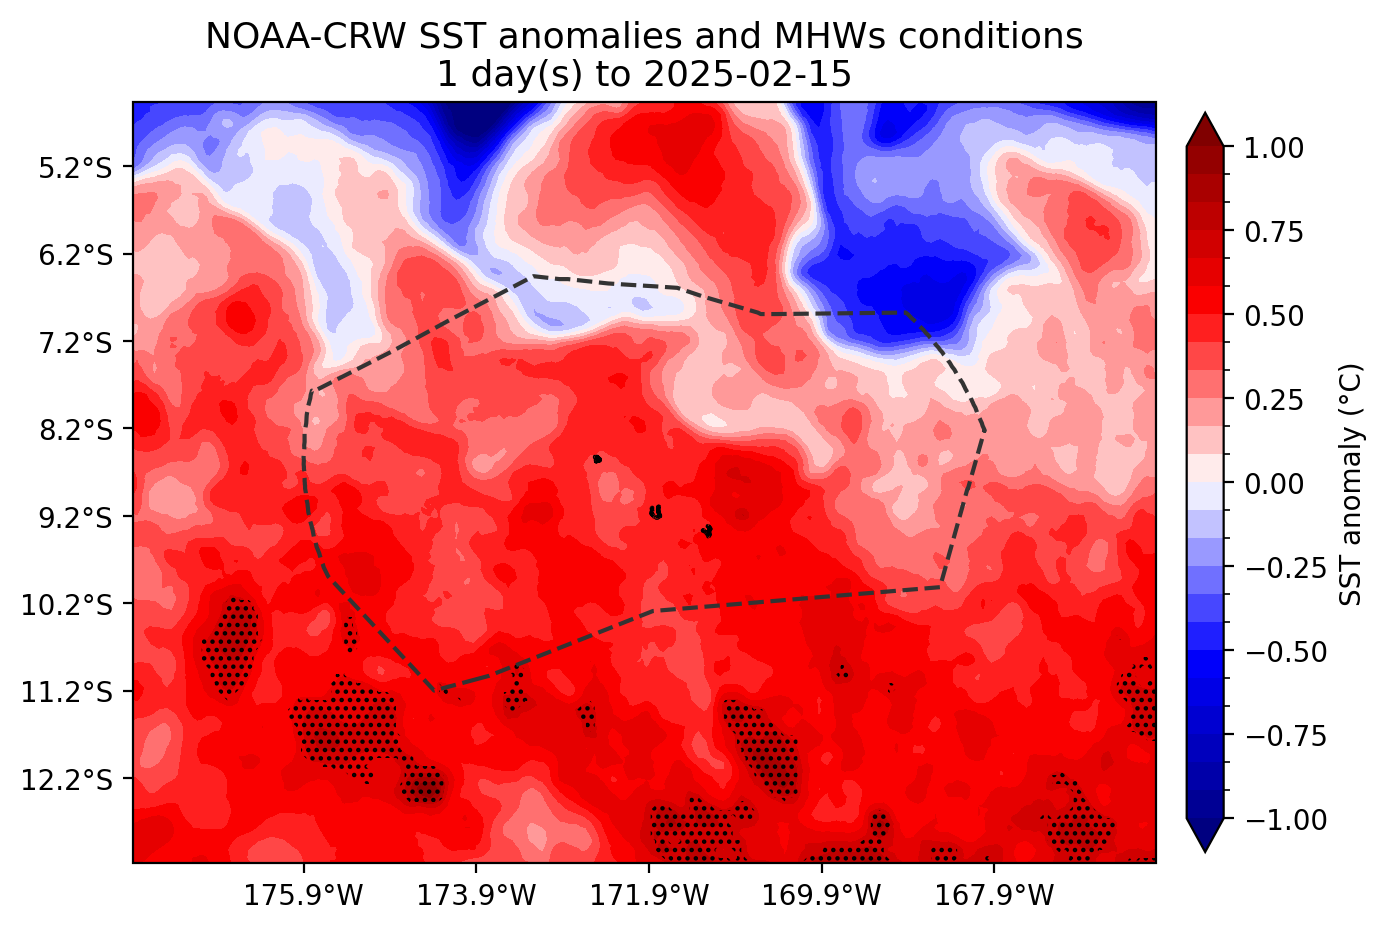 NOAA-CRW SST anomalies and MHWs conditions
1 day(s) to 2025-02-15
5.2°S
6.2°S
7.2°S
8.2°S
9.2°S
10.2°S
11.2°S
12.2°S
175.9°W
173.9°W
171.9°W
169.9°W
167.9°W
1.00
0.75
0.50
0.25
0.00
−0.25
−0.50
−0.75
−1.00
SST anomaly (°C)